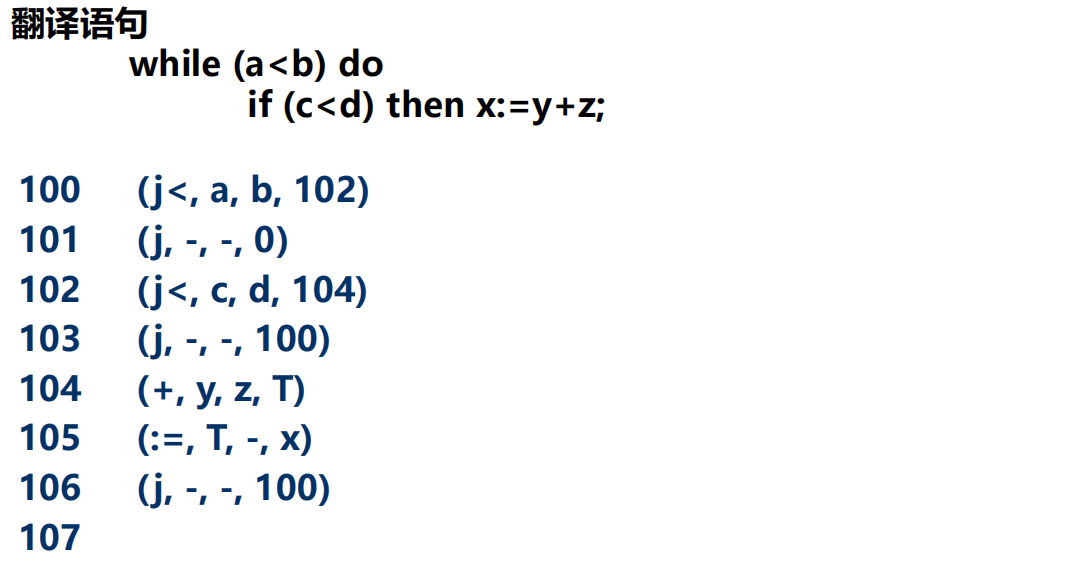 翻译语句
while (a<b) do
if (c<d) then x:=y+z;
100 (j<, a, b, 102)
101 (j, -, -, 0)
102 (j<, c, d, 104)
103 (j, -, -, 100)
104 (+, y, z, T)
105 (:=, T, -, x)
106 (j, -, -, 100)
107